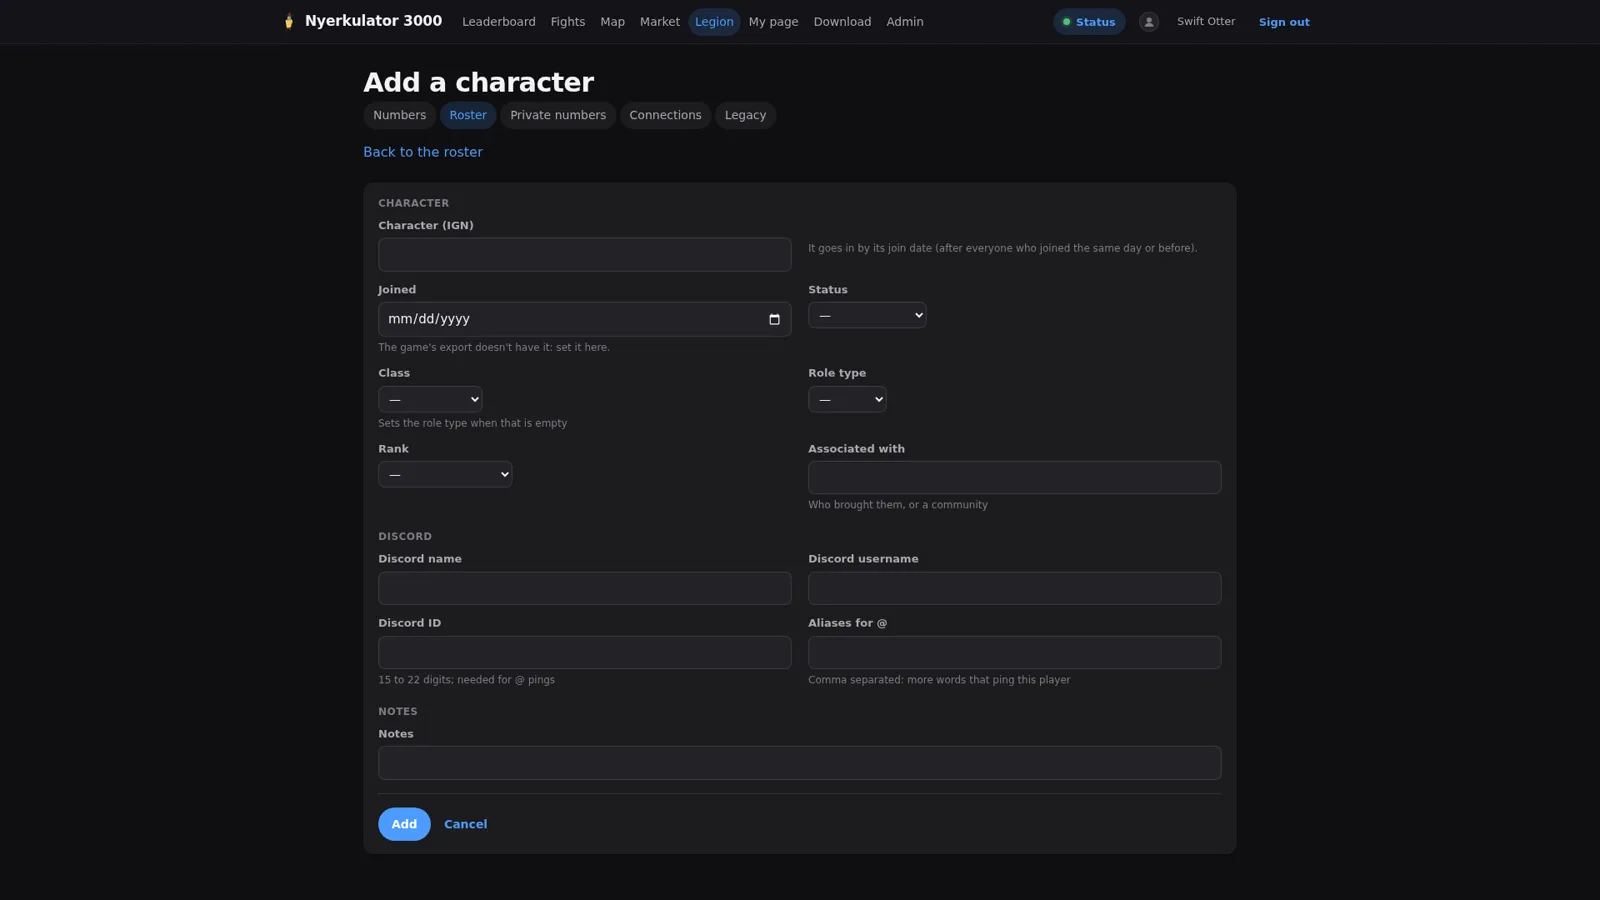 Nyerkulator 3000 Leaderboard Fights Map Market Legion My page Download Admin Status Swift Otter Sign out
Add a character
Numbers Roster Private numbers Connections Legacy
Back to the roster
CHARACTER
Character (IGN)
It goes in by its join date (after everyone who joined the same day or before).
Joined Status
mm/dd/yyyy —
The game's export doesn't have it: set it here.
Class Role type
— —
Sets the role type when that is empty
Rank Associated with
—
Who brought them, or a community
DISCORD
Discord name Discord username
Discord ID Aliases for @
15 to 22 digits; needed for @ pings Comma separated: more words that ping this player
NOTES
Notes
Add Cancel